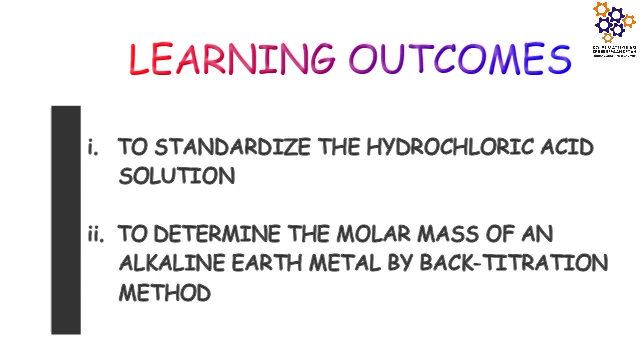 LEARNING OUTCOMES
i. TO STANDARDIZE THE HYDROCHLORIC ACID
SOLUTION
ii. TO DETERMINE THE MOLAR MASS OF AN
ALKALINE EARTH METAL BY BACK-TITRATION
METHOD